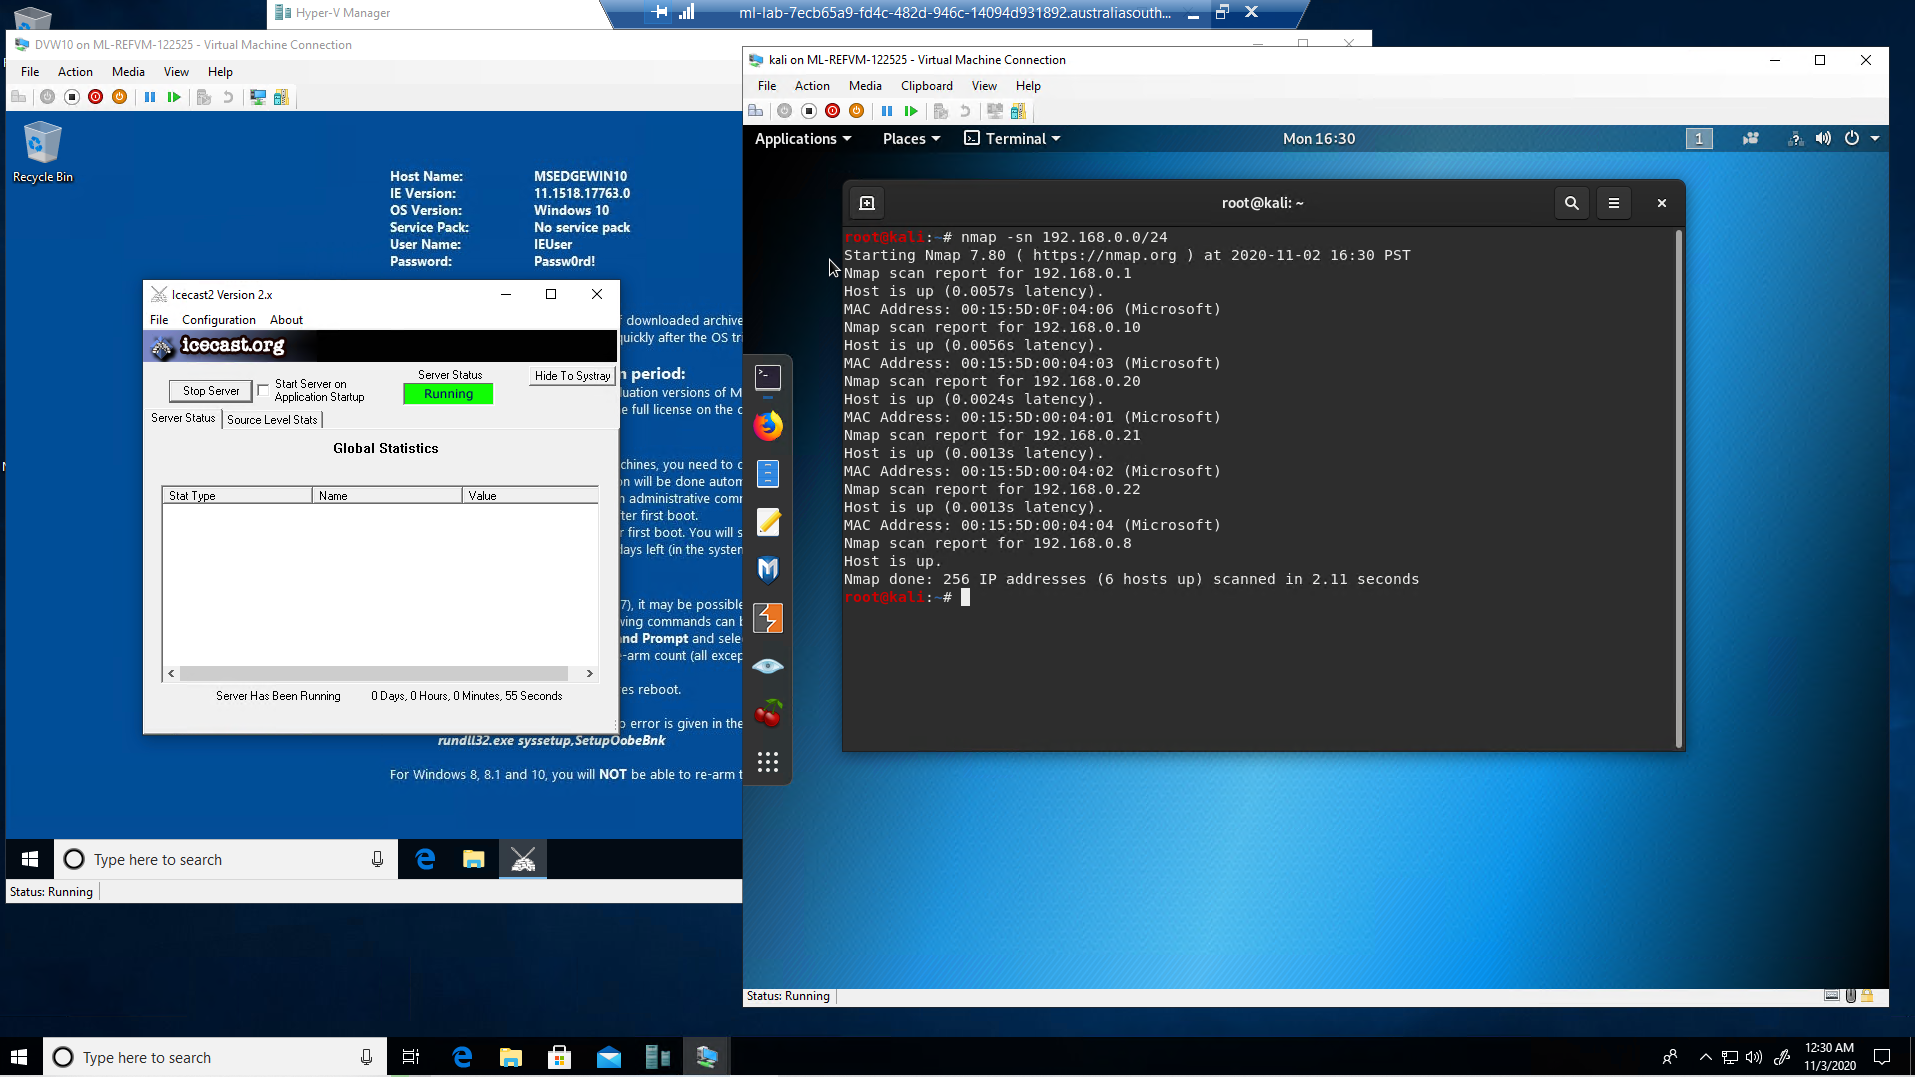 Hyper-V Manager
ml-lab-7ecb65a9-fd4c-482d-946c-14094d931892.australiasouth...
DVW10 on ML-REFVM-122525 - Virtual Machine Connection
File Action Media View Help
Recycle Bin
Host Name: MSEDGEWIN10
IE Version: 11.1518.17763.0
OS Version: Windows 10
Service Pack: No service pack
User Name: IEUser
Password: Passw0rd!
Icecast2 Version 2.x
File Configuration About
icecast.org
Stop Server
Start Server on
Application Startup
Server Status
Running
Hide To Systray
Server Status Source Level Stats
Global Statistics
Stat Type Name Value
Server Has Been Running 0 Days, 0 Hours, 0 Minutes, 55 Seconds
f downloaded archive
quickly after the OS tri
n period:
luation versions of M
e full license on the d
chines, you need to c
on will be done autom
n administrative comr
ter first boot.
r first boot. You will s
days left (in the system
7), it may be possible
wing commands can b
and Prompt and selec
e-arm count (all excep
es reboot.
o error is given in the
rundll32.exe syssetup,SetupOobeBnk
For Windows 8, 8.1 and 10, you will NOT be able to re-arm t
Type here to search
Status: Running
kali on ML-REFVM-122525 - Virtual Machine Connection
File Action Media Clipboard View Help
Applications Places Terminal Mon 16:30 1
root@kali: ~
root@kali:~# nmap -sn 192.168.0.0/24
Starting Nmap 7.80 ( https://nmap.org ) at 2020-11-02 16:30 PST
Nmap scan report for 192.168.0.1
Host is up (0.0057s latency).
MAC Address: 00:15:5D:0F:04:06 (Microsoft)
Nmap scan report for 192.168.0.10
Host is up (0.0056s latency).
MAC Address: 00:15:5D:00:04:03 (Microsoft)
Nmap scan report for 192.168.0.20
Host is up (0.0024s latency).
MAC Address: 00:15:5D:00:04:01 (Microsoft)
Nmap scan report for 192.168.0.21
Host is up (0.0013s latency).
MAC Address: 00:15:5D:00:04:02 (Microsoft)
Nmap scan report for 192.168.0.22
Host is up (0.0013s latency).
MAC Address: 00:15:5D:00:04:04 (Microsoft)
Nmap scan report for 192.168.0.8
Host is up.
Nmap done: 256 IP addresses (6 hosts up) scanned in 2.11 seconds
root@kali:~#
Status: Running
Type here to search
12:30 AM
11/3/2020